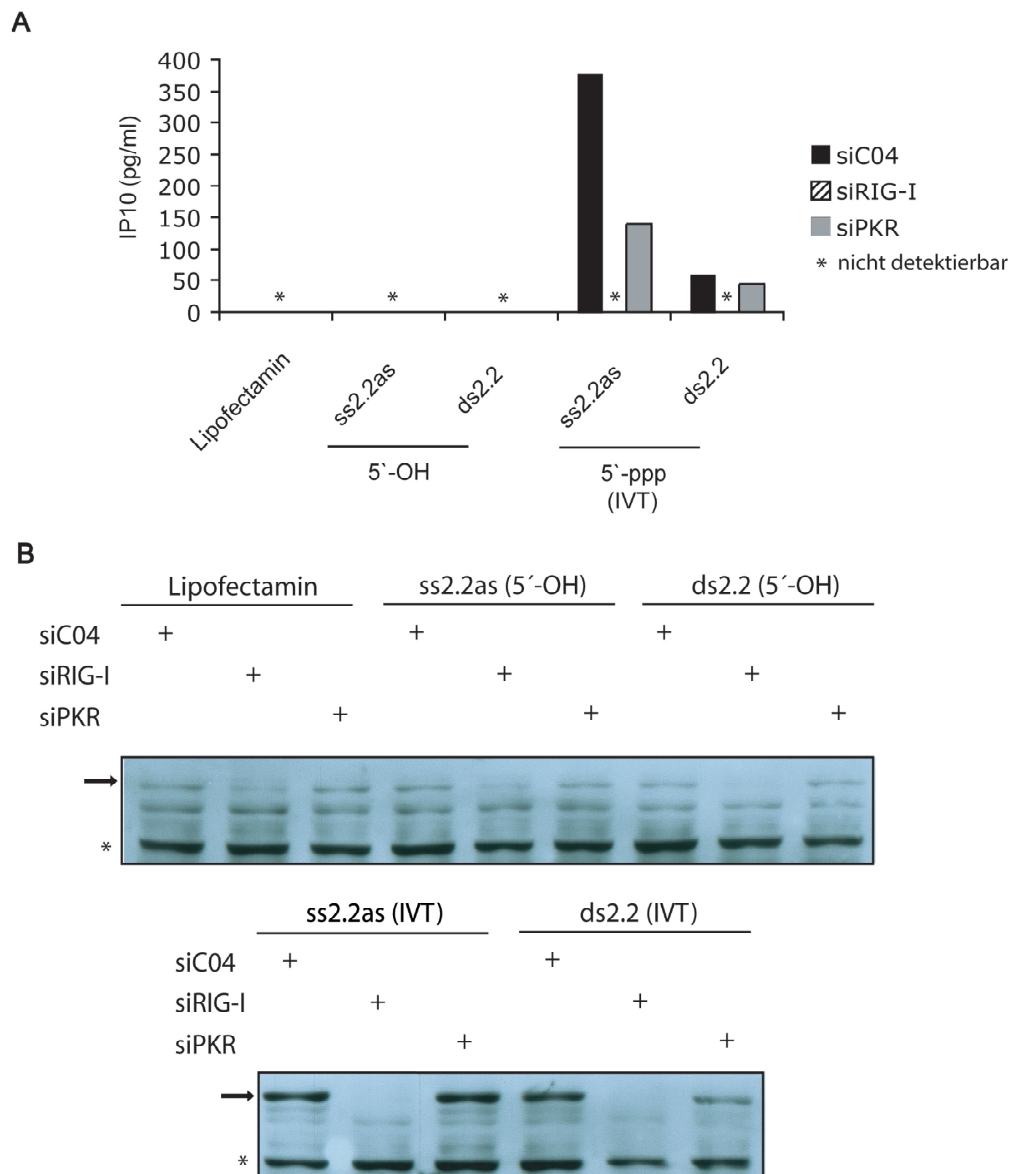 A
400
350
300
250
200
150
100
50
0
IP10 (pg/ml)
* * * * *
siC04
siRIG-I
siPKR
* nicht detektierbar
Lipofectamin ss2.2as ds2.2 ss2.2as ds2.2
5`-OH 5`-ppp
(IVT)
B
Lipofectamin ss2.2as (5´-OH) ds2.2 (5´-OH)
siC04 + + +
siRIG-I + + +
siPKR + + +
*
ss2.2as (IVT) ds2.2 (IVT)
siC04 + +
siRIG-I + +
siPKR + +
*